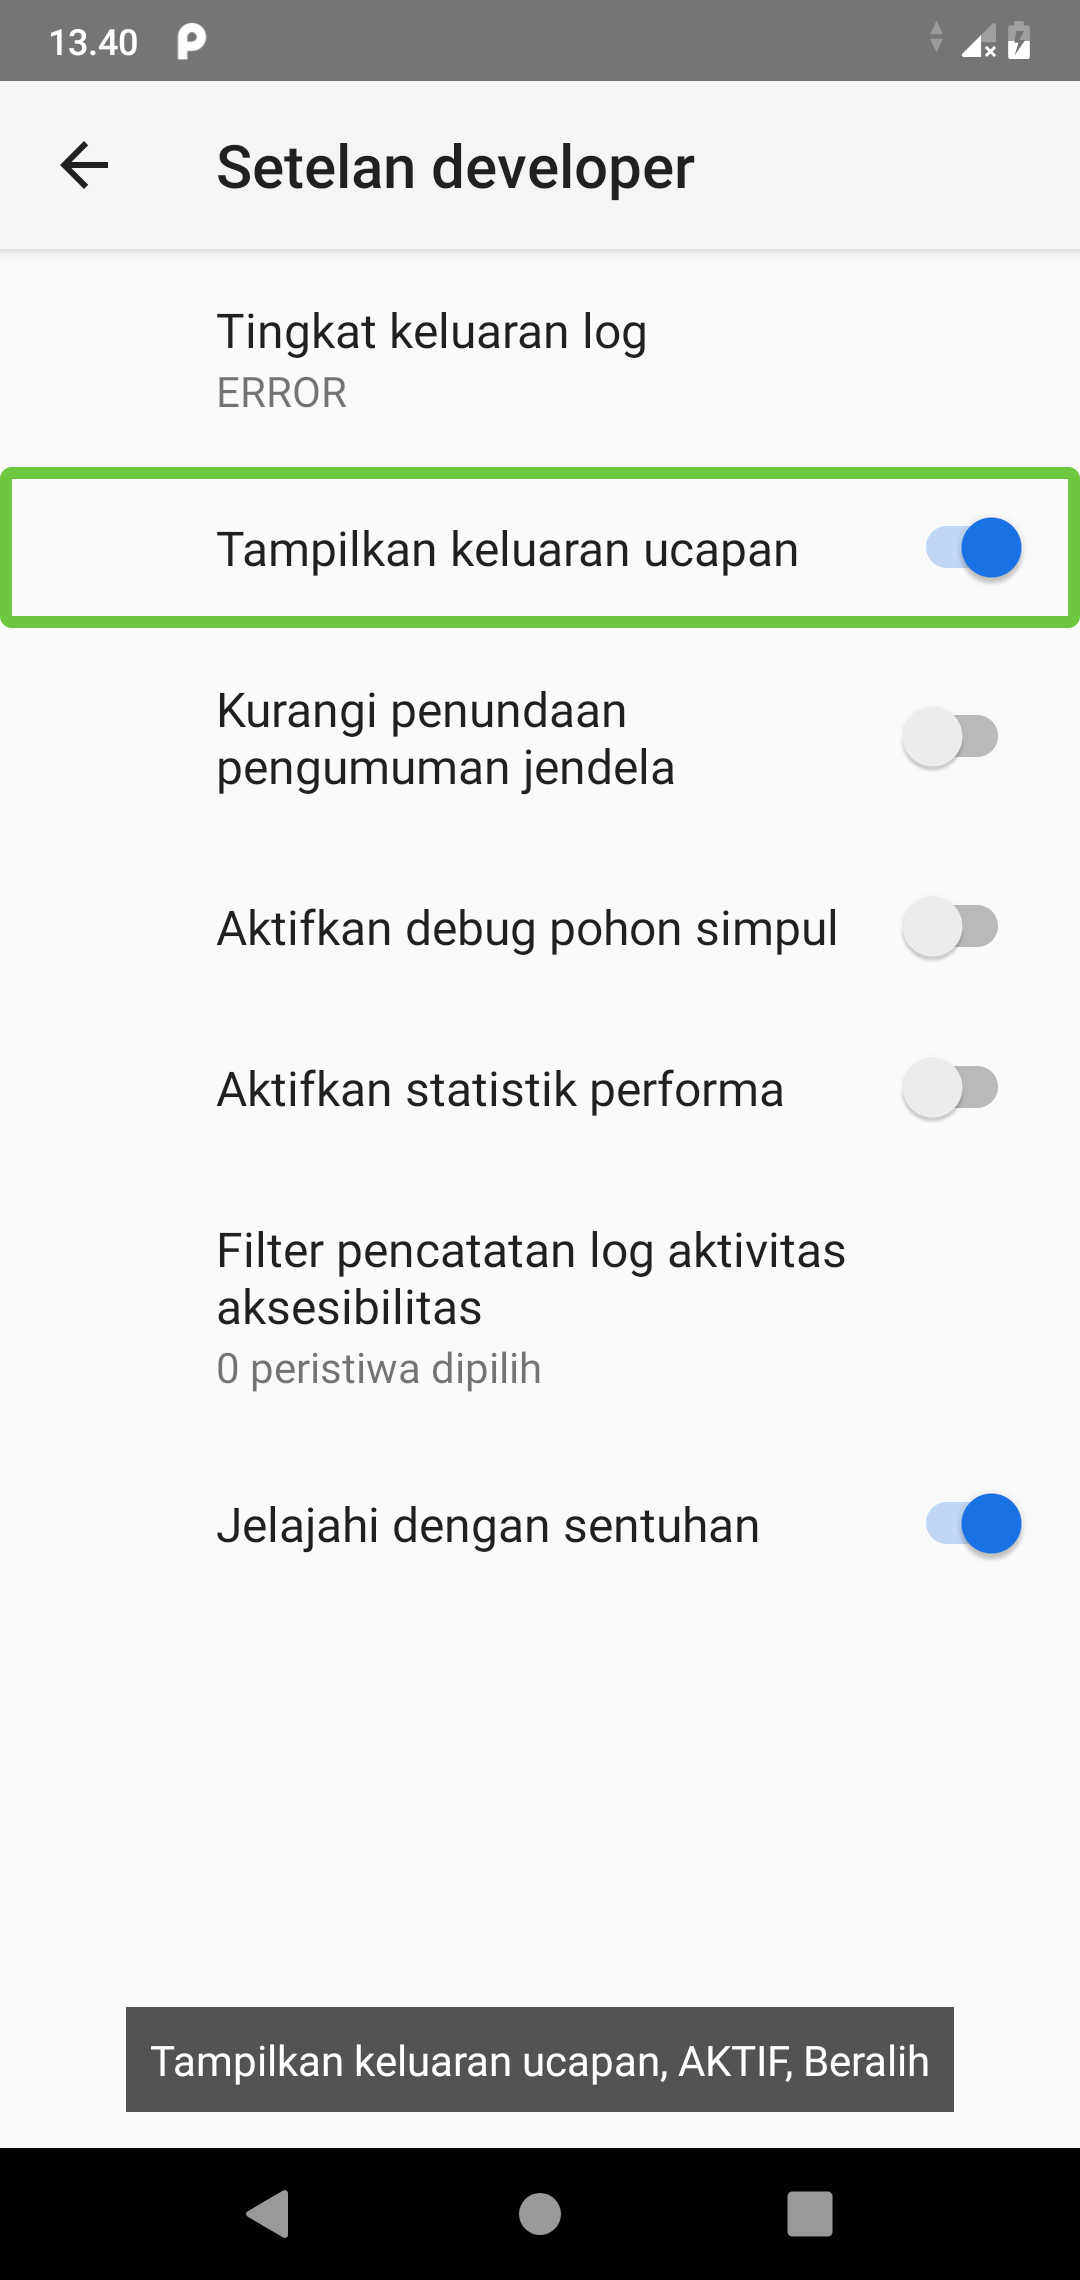 13.40
Setelan developer
Tingkat keluaran log
ERROR
Tampilkan keluaran ucapan
Kurangi penundaan
pengumuman jendela
Aktifkan debug pohon simpul
Aktifkan statistik performa
Filter pencatatan log aktivitas
aksesibilitas
0 peristiwa dipilih
Jelajahi dengan sentuhan
Tampilkan keluaran ucapan, AKTIF, Beralih